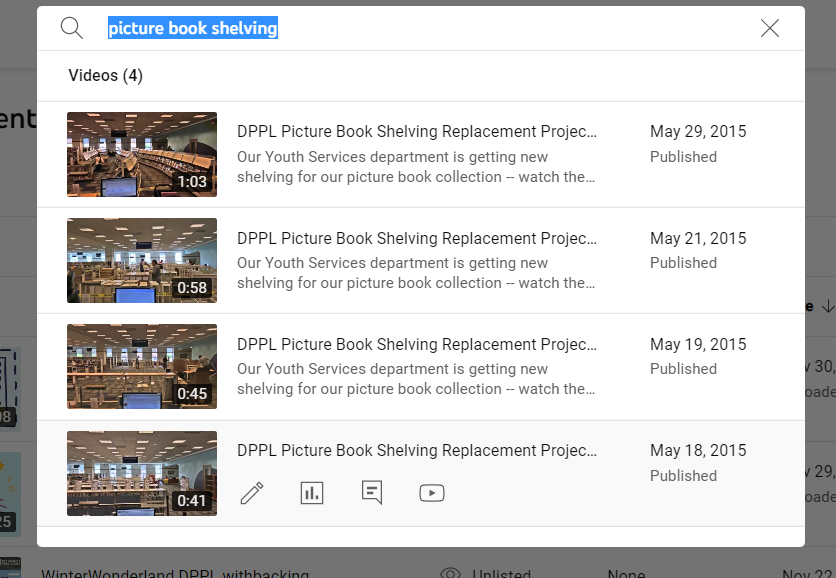 picture book shelving
Videos (4)
ent
DPPL Picture Book Shelving Replacement Projec...
May 29, 2015
Our Youth Services department is getting new
Published
shelving for our picture book collection -- watch the...
1:03
DPPL Picture Book Shelving Replacement Projec...
May 21, 2015
Our Youth Services department is getting new
Published
shelving for our picture book collection -- watch the...
0:58
e
DPPL Picture Book Shelving Replacement Projec...
May 19, 2015
Our Youth Services department is getting new
Published
shelving for our picture book collection -- watch the...
0:45
v 30,
oade
08
DPPL Picture Book Shelving Replacement Projec...
May 18, 2015
Published
0:41
v 29,
oade
25
WinterWonderland DPPL withbacking
Unlisted
None
Nov 22